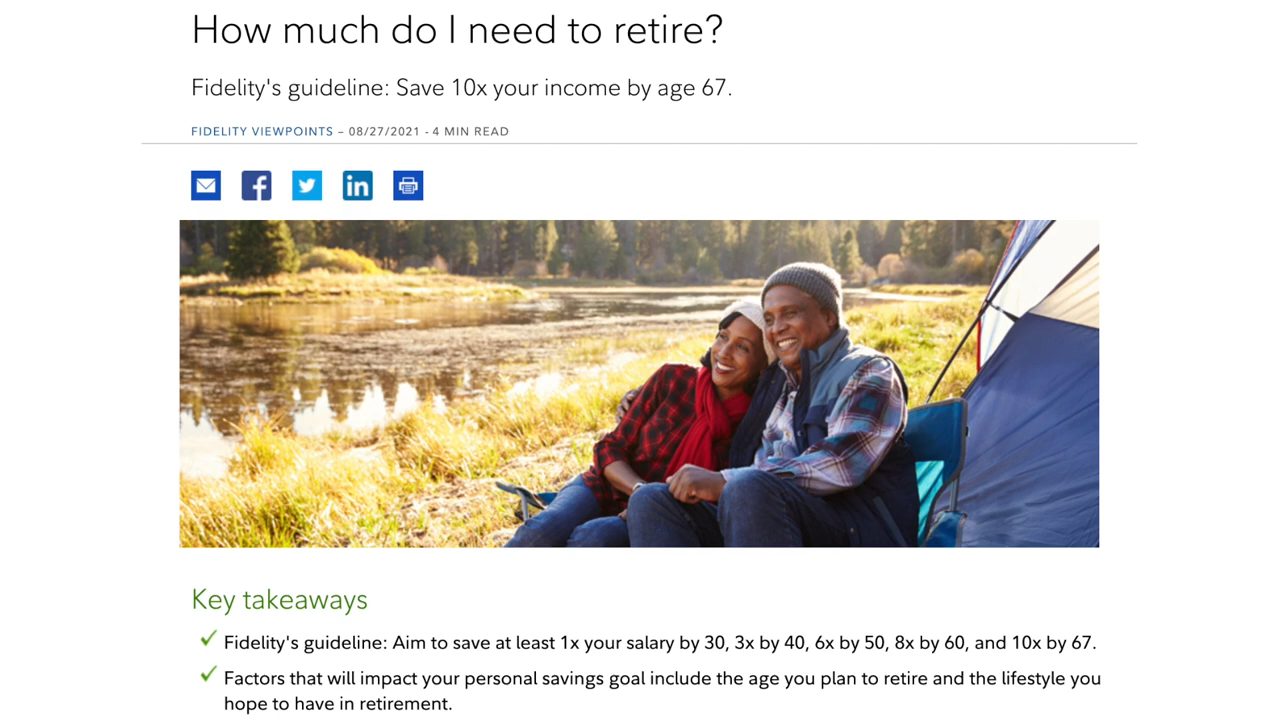 How much do I need to retire?
Fidelity's guideline: Save 10x your income by age 67.
FIDELITY VIEWPOINTS – 08/27/2021 - 4 MIN READ
Key takeaways
Fidelity's guideline: Aim to save at least 1x your salary by 30, 3x by 40, 6x by 50, 8x by 60, and 10x by 67.
Factors that will impact your personal savings goal include the age you plan to retire and the lifestyle you
hope to have in retirement.